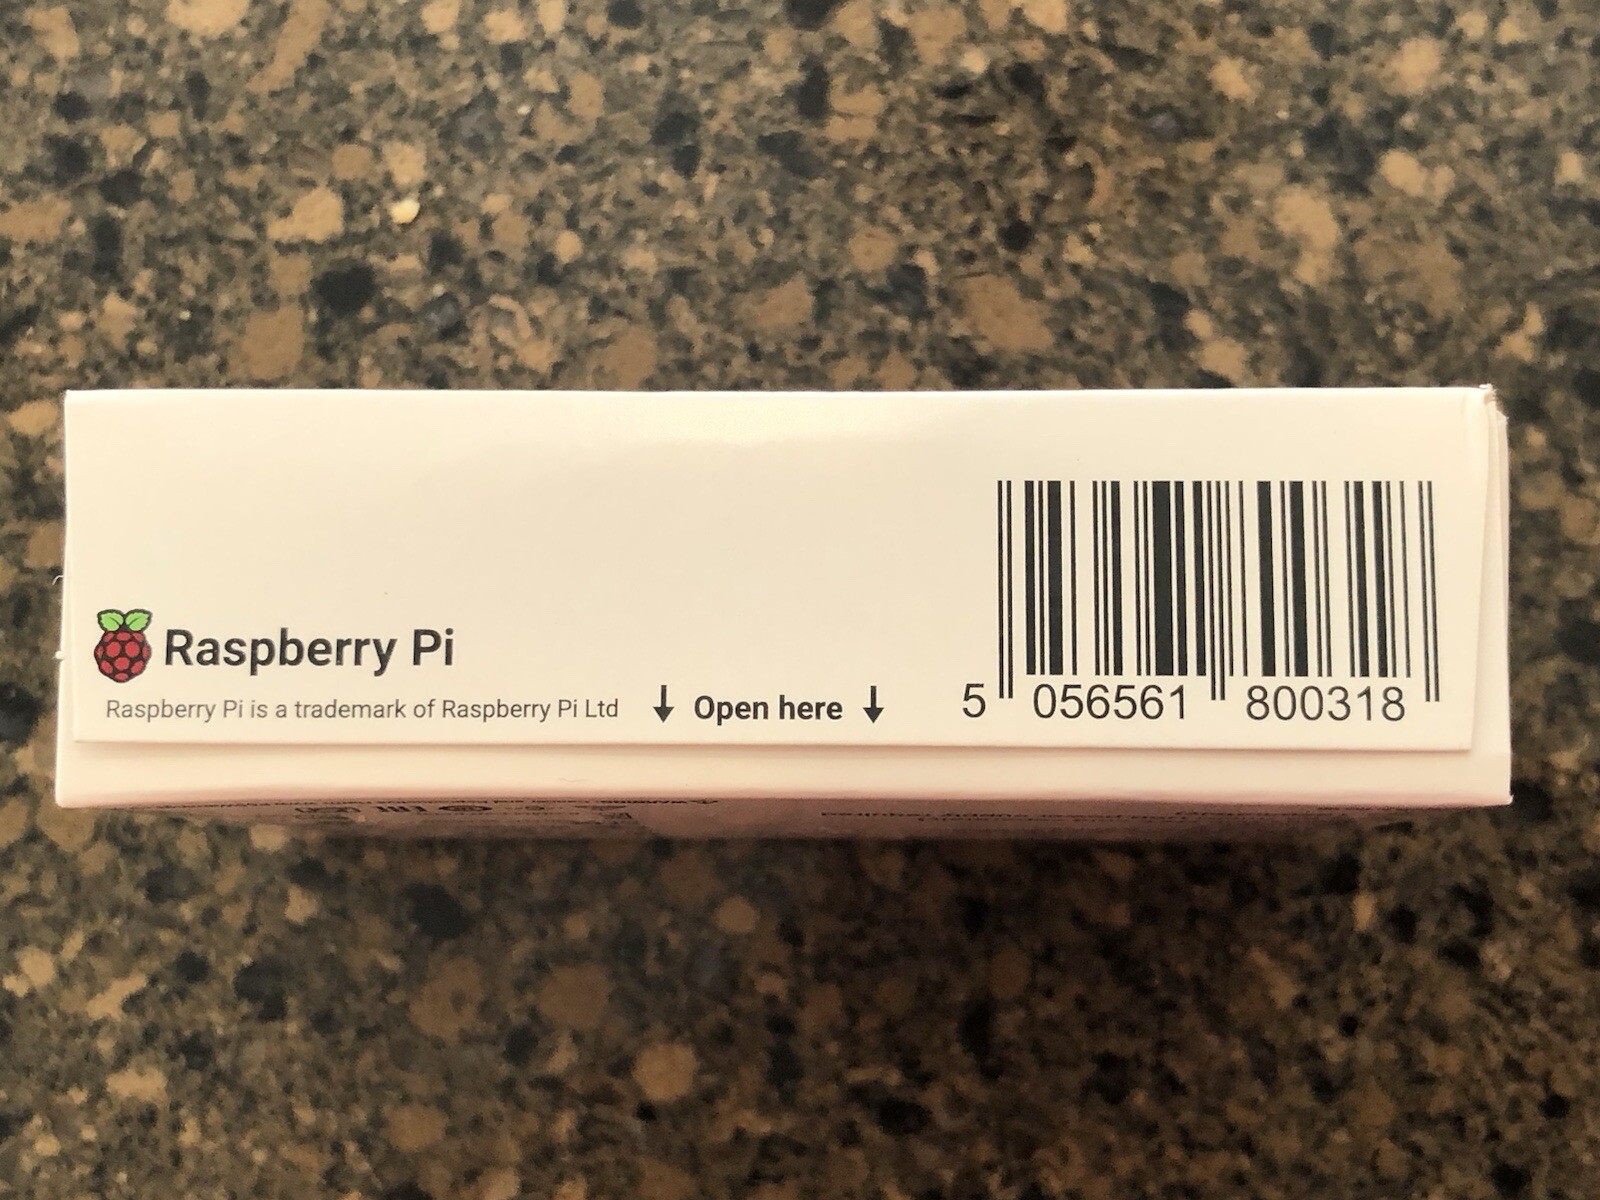 Raspberry Pi
Raspberry Pi is a trademark of Raspberry Pi Ltd
↓ Open here ↓
5 056561 800318